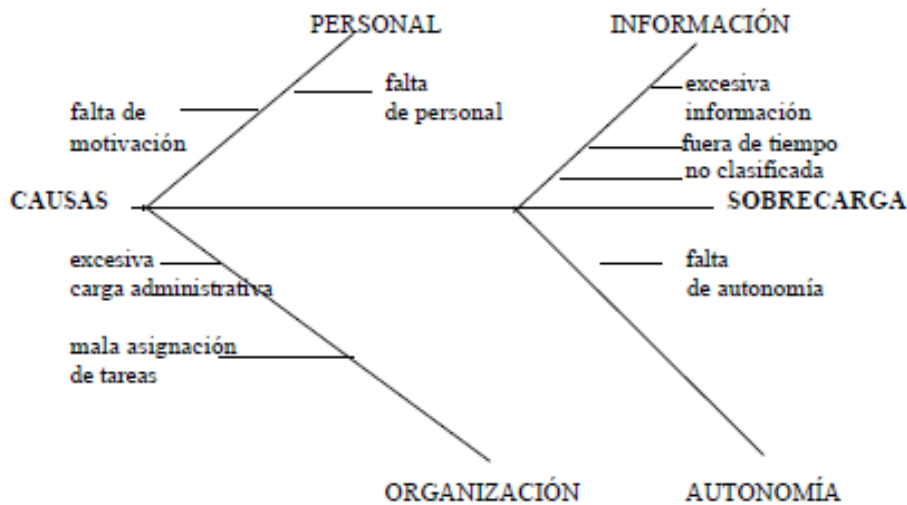 PERSONAL
INFORMACIÓN
falta de
motivación
falta
de personal
excesiva
información
fuera de tiempo
no clasificada
CAUSAS
SOBRECARGA
excesiva
carga administrativa
mala asignación
de tareas
falta
de autonomía
ORGANIZACIÓN
AUTONOMÍA